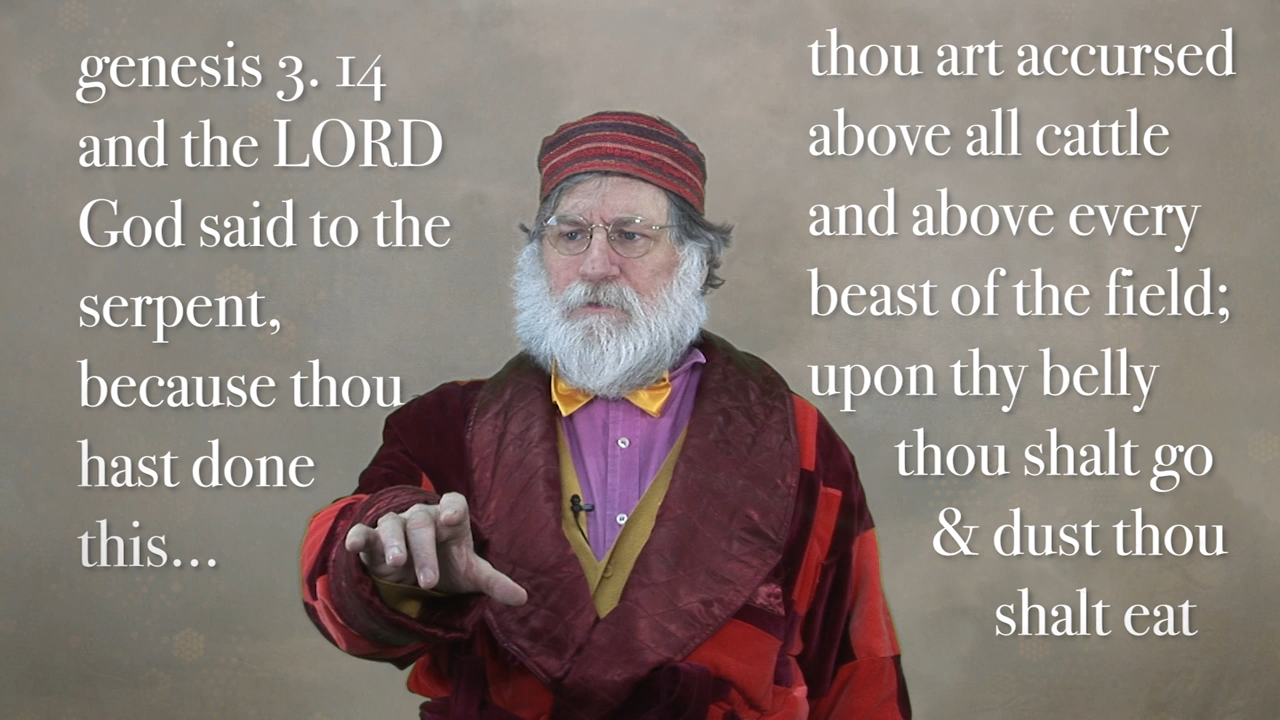 genesis 3. 14
and the LORD
God said to the
serpent,
because thou
hast done
this...
thou art accursed
above all cattle
and above every
beast of the field;
upon thy belly
thou shalt go
& dust thou
shalt eat